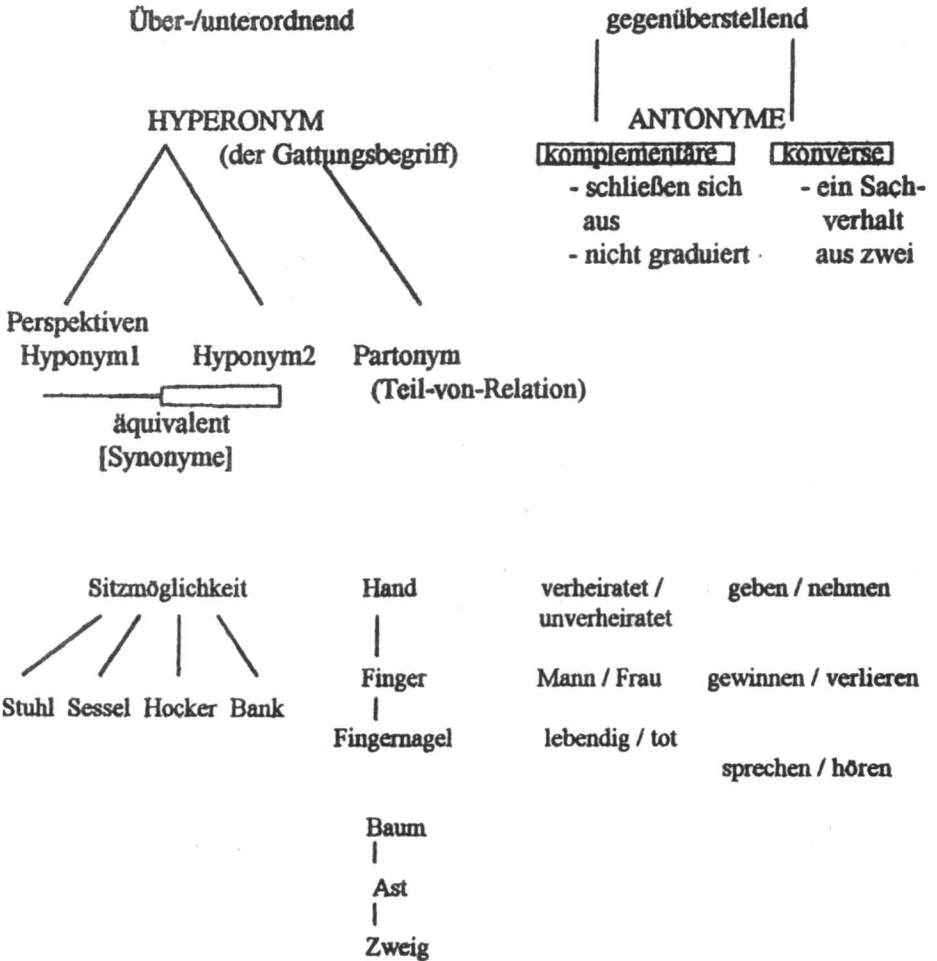 Über-/unterordnend
gegenüberstellend
HYPERONYM
(der Gattungsbegriff)
ANTONYME
komplementäre
konverse
- schließen sich
aus
- nicht graduiert
- ein Sach-
verhalt
aus zwei
Perspektiven
Hyponym1
Hyponym2
Partonym
(Teil-von-Relation)
äquivalent
[Synonyme]
Sitzmöglichkeit
Stuhl Sessel Hocker Bank
Hand
Finger
Fingernagel
Baum
Ast
Zweig
verheiratet /
unverheiratet
Mann / Frau
lebendig / tot
geben / nehmen
gewinnen / verlieren
sprechen / hören